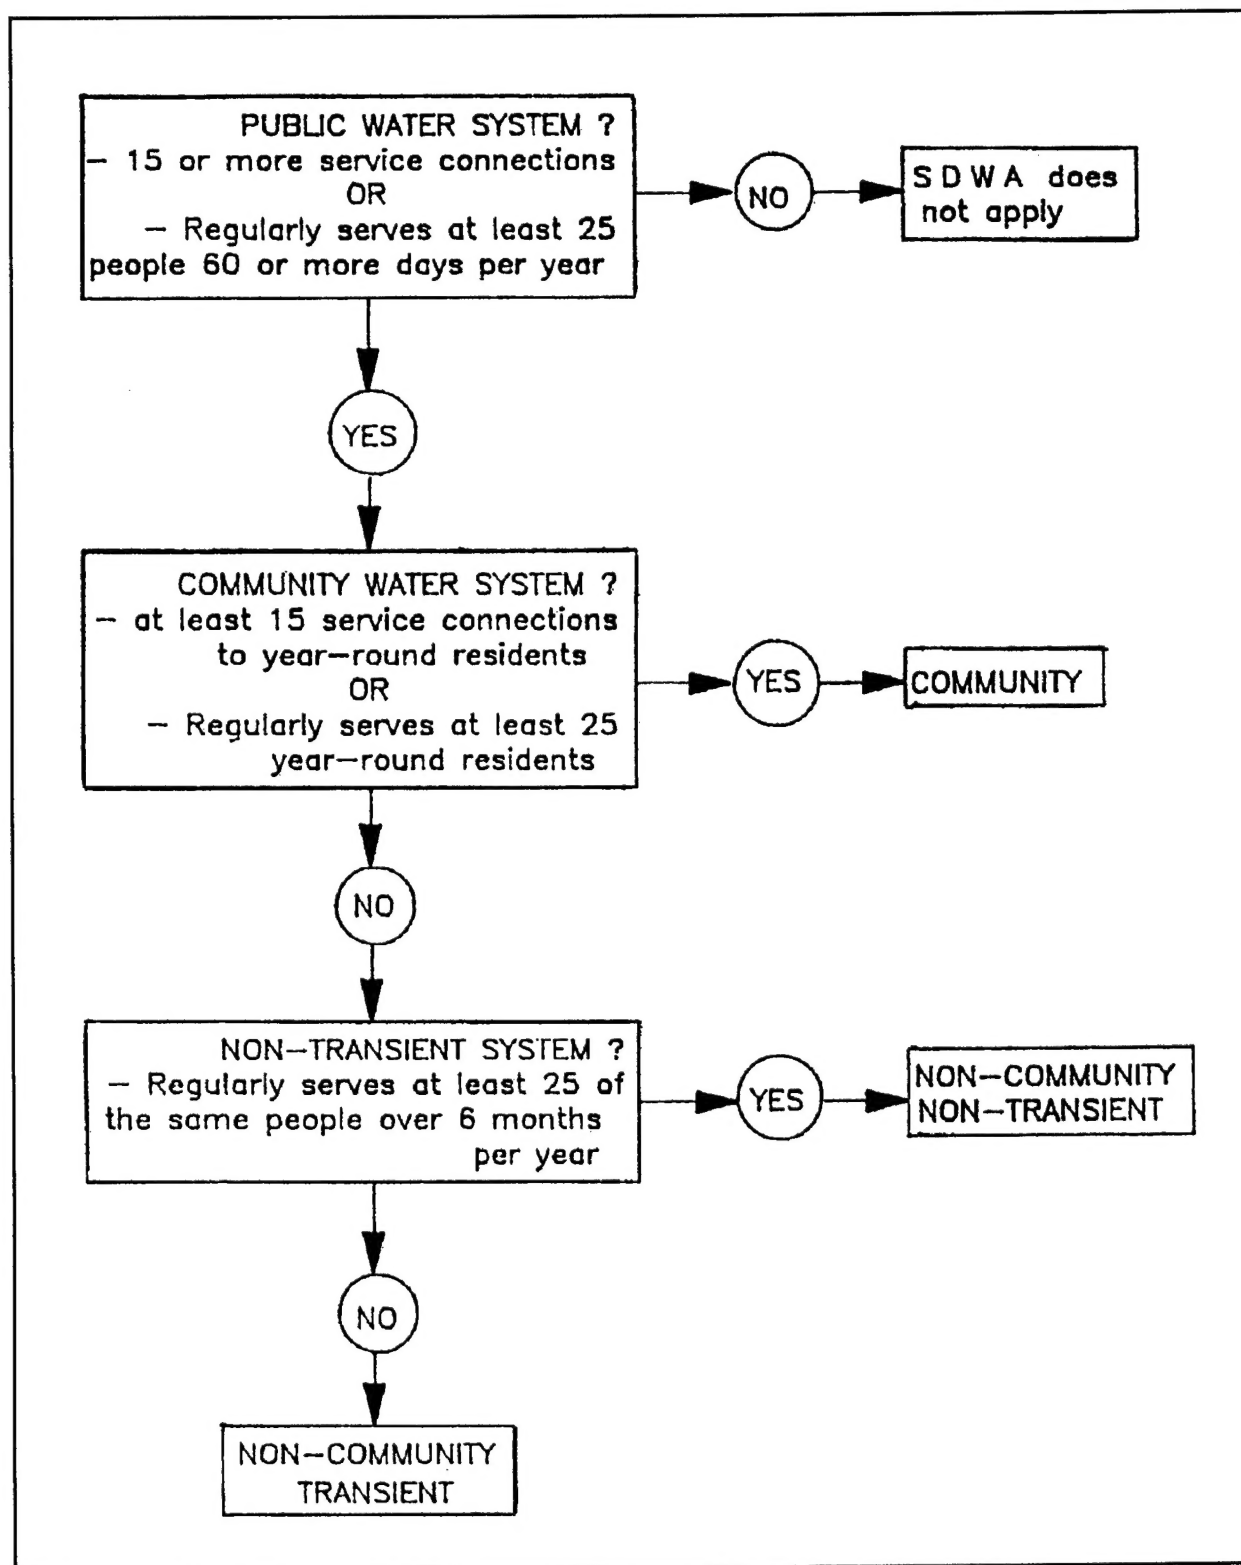 PUBLIC WATER SYSTEM ?
– 15 or more service connections
OR
– Regularly serves at least 25
people 60 or more days per year
NO
S D W A does
not apply
YES
COMMUNITY WATER SYSTEM ?
– at least 15 service connections
to year–round residents
OR
– Regularly serves at least 25
year–round residents
YES
COMMUNITY
NO
NON–TRANSIENT SYSTEM ?
– Regularly serves at least 25 of
the same people over 6 months
per year
YES
NON–COMMUNITY
NON–TRANSIENT
NO
NON–COMMUNITY
TRANSIENT